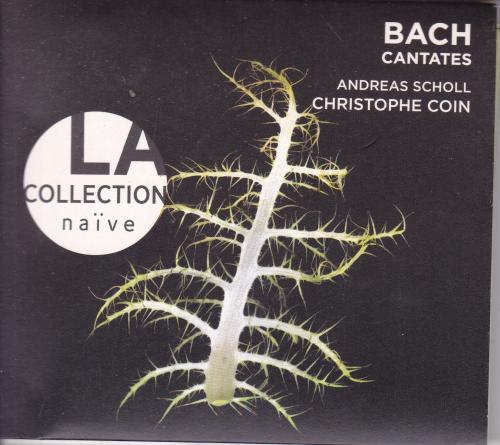 BACH
CANTATES
ANDREAS SCHOLL
CHRISTOPHE COIN
LA
COLLECTION
naïve